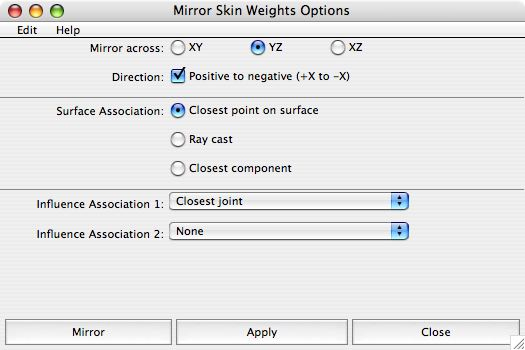 Mirror Skin Weights Options
Edit Help
Mirror across: XY YZ XZ
Direction: Positive to negative (+X to -X)
Surface Association: Closest point on surface
Ray cast
Closest component
Influence Association 1: Closest joint
Influence Association 2: None
Mirror Apply Close